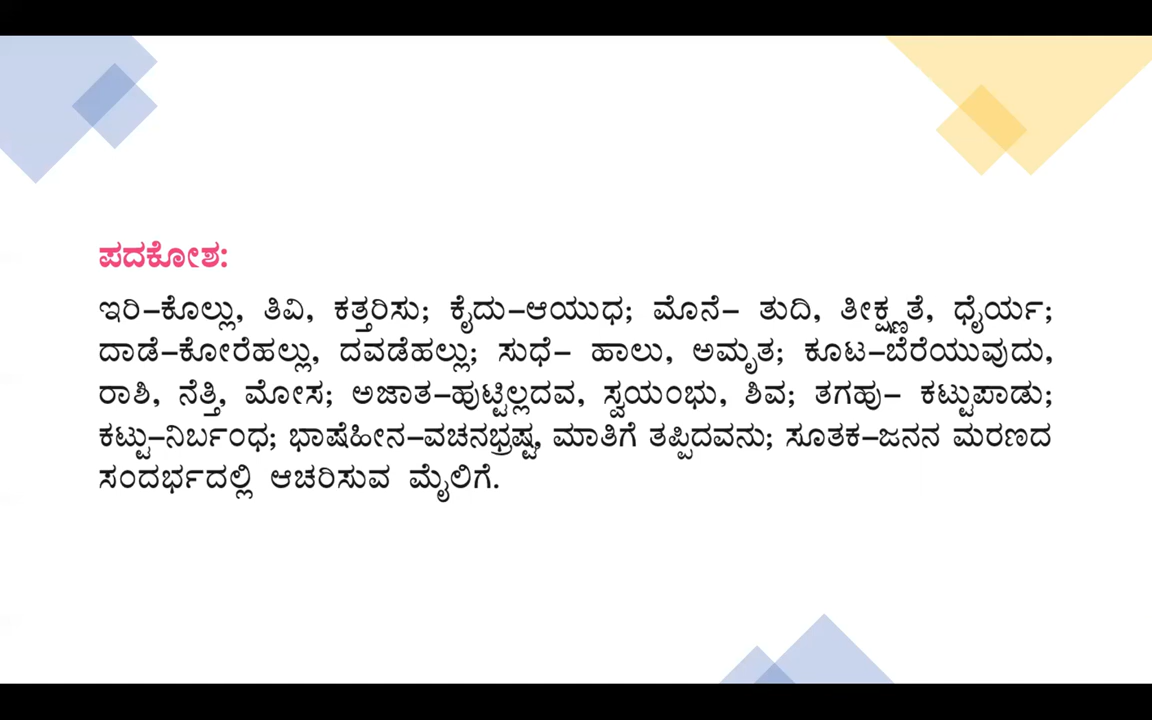 ಪದಕೋಶ:
ಇರಿ–ಕೊಲ್ಲು, ತಿವಿ, ಕತ್ತರಿಸು; ಕೈದು–ಆಯುಧ; ಮೊನೆ– ತುದಿ, ತೀಕ್ಷ್ಣತೆ, ಧೈರ್ಯ;
ದಾಡೆ–ಕೋರೆಹಲ್ಲು, ದವಡೆಹಲ್ಲು; ಸುಧೆ– ಹಾಲು, ಅಮೃತ; ಕೂಟ–ಬೆರೆಯುವುದು,
ರಾಶಿ, ನೆತ್ತಿ, ಮೋಸ; ಅಜಾತ–ಹುಟ್ಟಿಲ್ಲದವ, ಸ್ವಯಂಭು, ಶಿವ; ತಗಹು– ಕಟ್ಟುಪಾಡು;
ಕಟ್ಟು–ನಿರ್ಬಂಧ; ಭಾಷೆಹೀನ–ವಚನಭ್ರಷ್ಟ, ಮಾತಿಗೆ ತಪ್ಪಿದವನು; ಸೂತಕ–ಜನನ ಮರಣದ
ಸಂದರ್ಭದಲ್ಲಿ ಆಚರಿಸುವ ಮೈಲಿಗೆ.